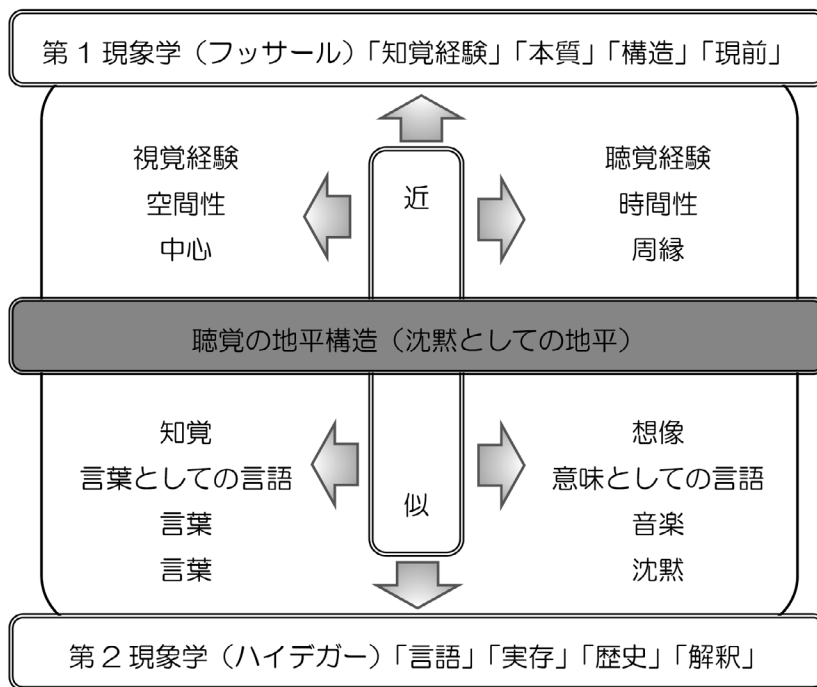 第1現象学（フッサール）「知覚経験」「本質」「構造」「現前」
視覚経験
空間性
中心
近
聴覚経験
時間性
周縁
聴覚の地平構造（沈黙としての地平）
知覚
言葉としての言語
言葉
言葉
似
想像
意味としての言語
音楽
沈黙
第2現象学（ハイデガー）「言語」「実存」「歴史」「解釈」